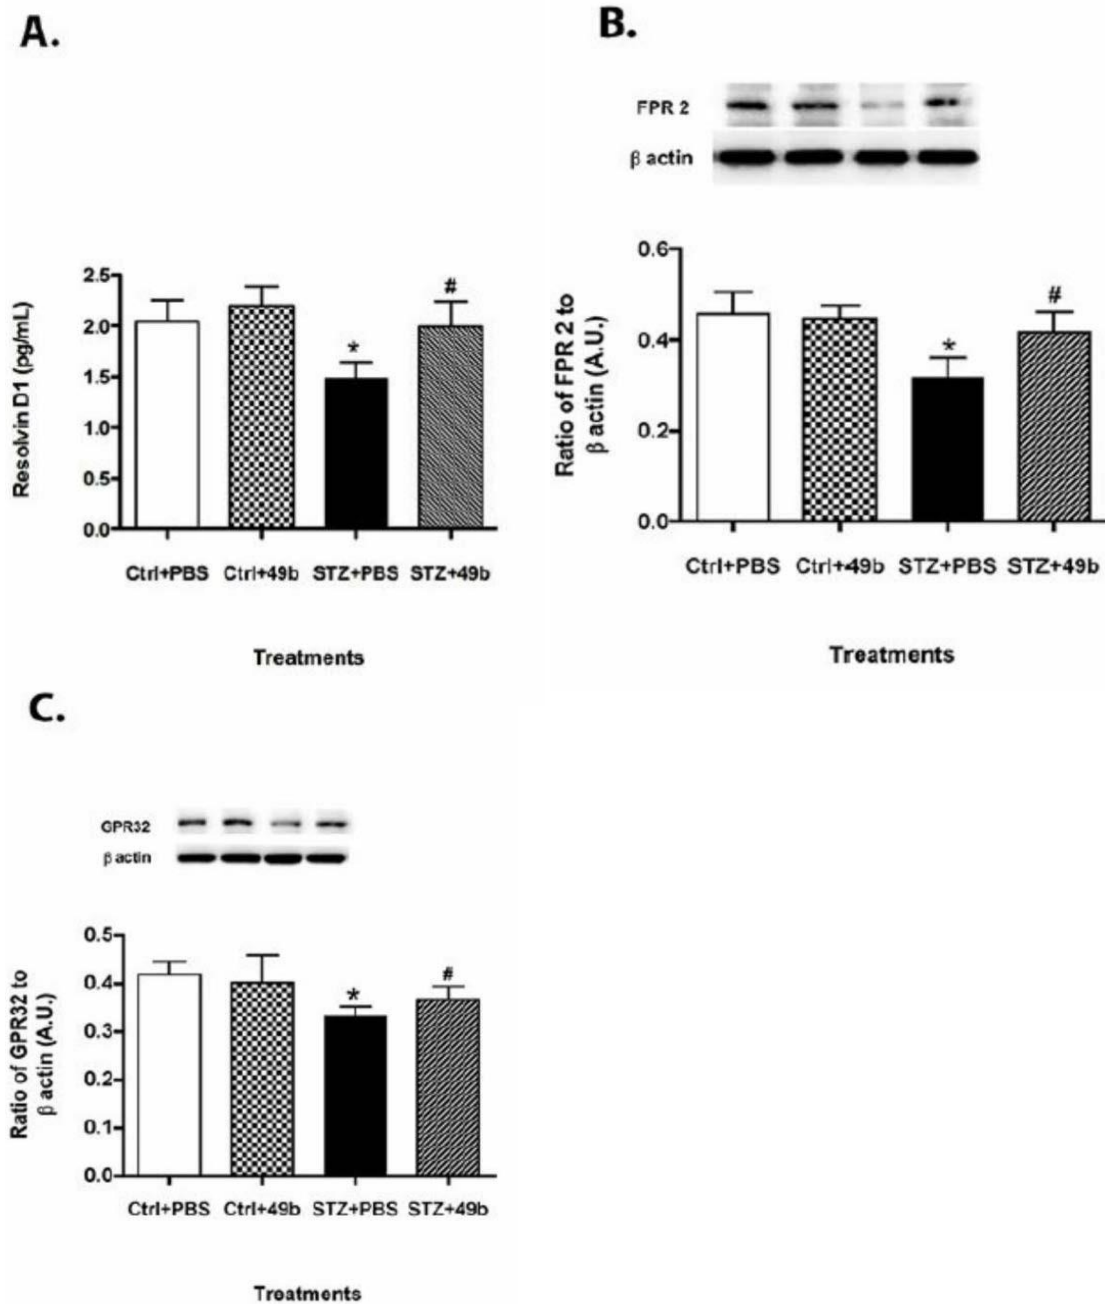 A.
2.5
2.0
1.5
1.0
0.5
0.0
Resolvin D1 (pg/mL)
*
#
Ctrl+PBS Ctrl+49b STZ+PBS STZ+49b
Treatments
B.
FPR 2
β actin
0.6
0.4
0.2
0.0
Ratio of FPR 2 to
β actin (A.U.)
*
#
Ctrl+PBS Ctrl+49b STZ+PBS STZ+49b
Treatments
C.
GPR32
β actin
0.5
0.4
0.3
0.2
0.1
0.0
Ratio of GPR32 to
β actin (A.U.)
*
#
Ctrl+PBS Ctrl+49b STZ+PBS STZ+49b
Treatments